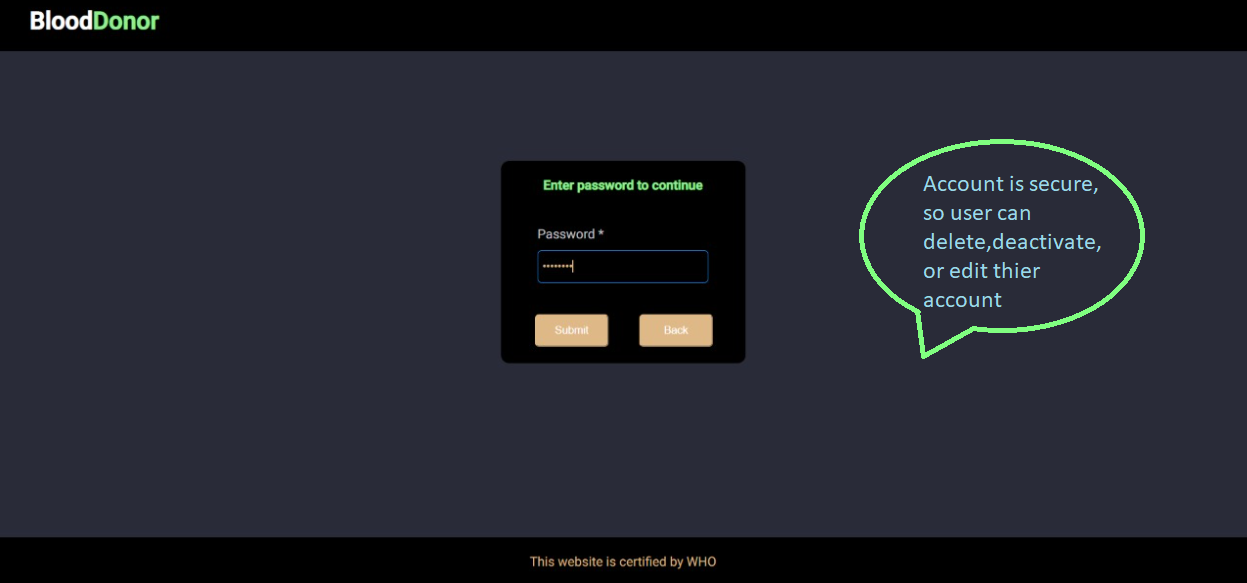 BloodDonor
Enter password to continue
Password *
••••••••
Submit
Back
Account is secure,
so user can
delete,deactivate,
or edit thier
account
This website is certified by WHO